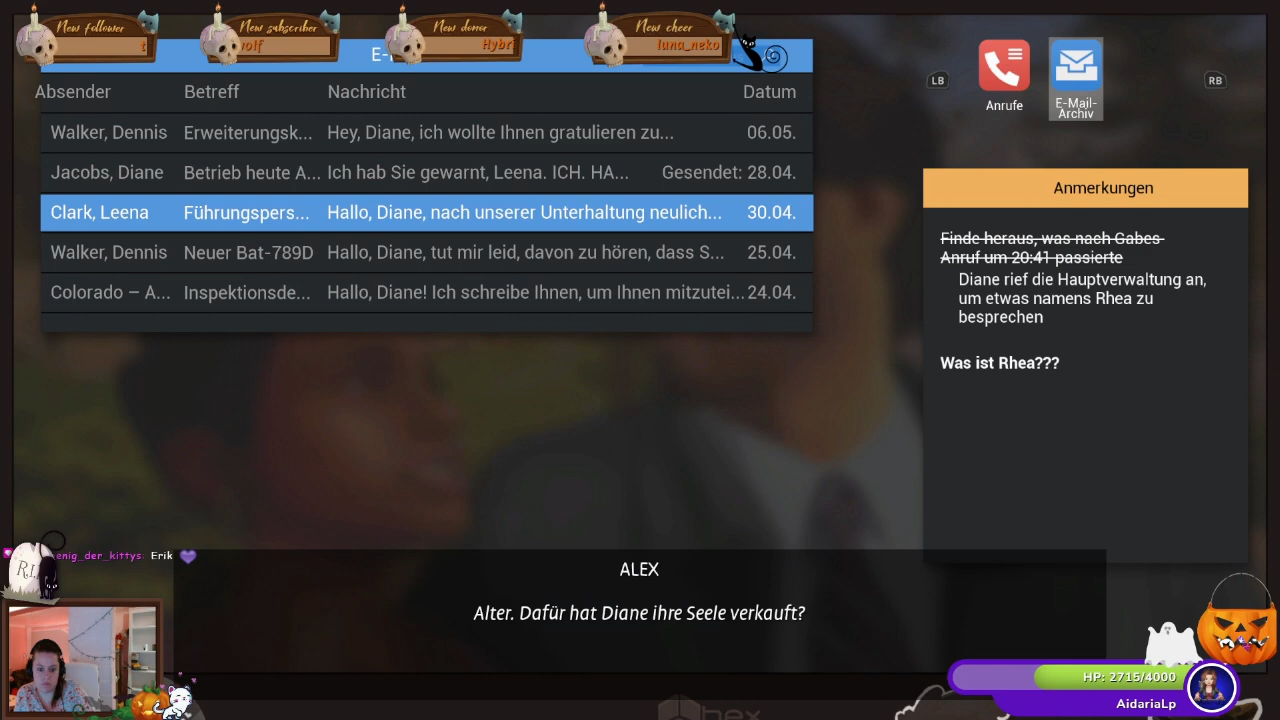 New follower
New subscriber
New donor
New cheer
t
wolf
Hybr
luna_neko
E-
LB
RB
Anrufe
E-Mail-
Archiv
Absender Betreff Nachricht Datum
Walker, Dennis Erweiterungsk... Hey, Diane, ich wollte Ihnen gratulieren zu... 06.05.
Jacobs, Diane Betrieb heute A... Ich hab Sie gewarnt, Leena. ICH. HA... Gesendet: 28.04.
Clark, Leena Führungspers... Hallo, Diane, nach unserer Unterhaltung neulich... 30.04.
Walker, Dennis Neuer Bat-789D Hallo, Diane, tut mir leid, davon zu hören, dass S... 25.04.
Colorado – A... Inspektionsde... Hallo, Diane! Ich schreibe Ihnen, um Ihnen mitzutei... 24.04.
Anmerkungen
Finde heraus, was nach Gabes
Anruf um 20:41 passierte
Diane rief die Hauptverwaltung an,
um etwas namens Rhea zu
besprechen
Was ist Rhea???
enig_der_kittys: Erik
R.I.
ALEX
Alter. Dafür hat Diane ihre Seele verkauft?
HP: 2715/4000
AidariaLp
hex